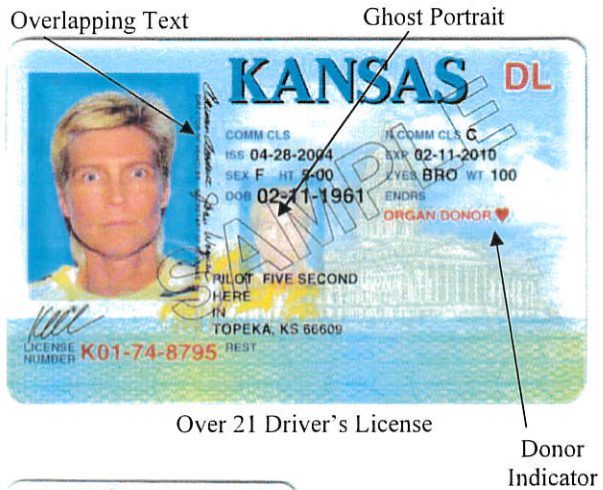 Overlapping Text
Ghost Portrait
KANSAS DL
COMM CLS N COMM CLS C
ISS 04-28-2004 EXP 02-11-2010
SEX F HT 5-00 EYES BRO WT 100
DOB 02-11-1961 ENDRS
ORGAN DONOR ♥
SAMPLE
PILOT FIVE SECOND
HERE
IN
TOPEKA, KS 66609
LICENSE
NUMBER K01-74-8795 REST
Over 21 Driver's License
Donor
Indicator